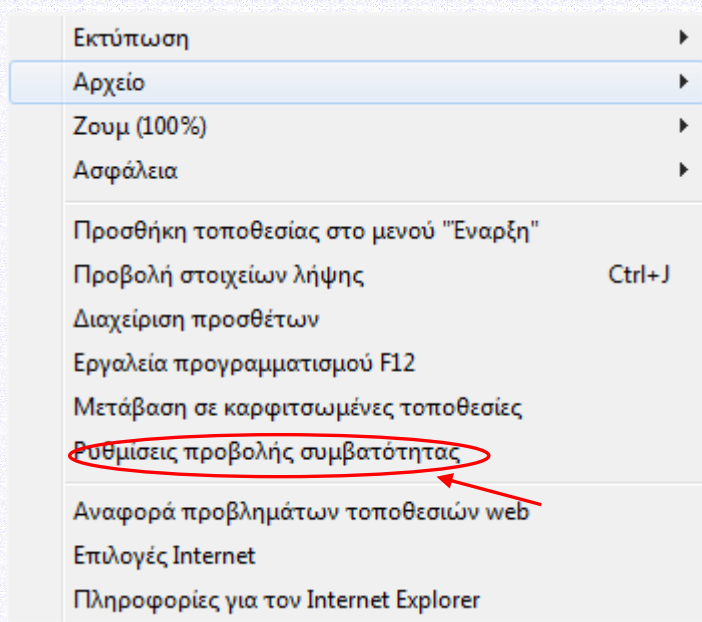 Εκτύπωση
Αρχείο
Ζουμ (100%)
Ασφάλεια
Προσθήκη τοποθεσίας στο μενού "Έναρξη"
Προβολή στοιχείων λήψης Ctrl+J
Διαχείριση προσθέτων
Εργαλεία προγραμματισμού F12
Μετάβαση σε καρφιτσωμένες τοποθεσίες
Ρυθμίσεις προβολής συμβατότητας
Αναφορά προβλημάτων τοποθεσιών web
Επιλογές Internet
Πληροφορίες για τον Internet Explorer